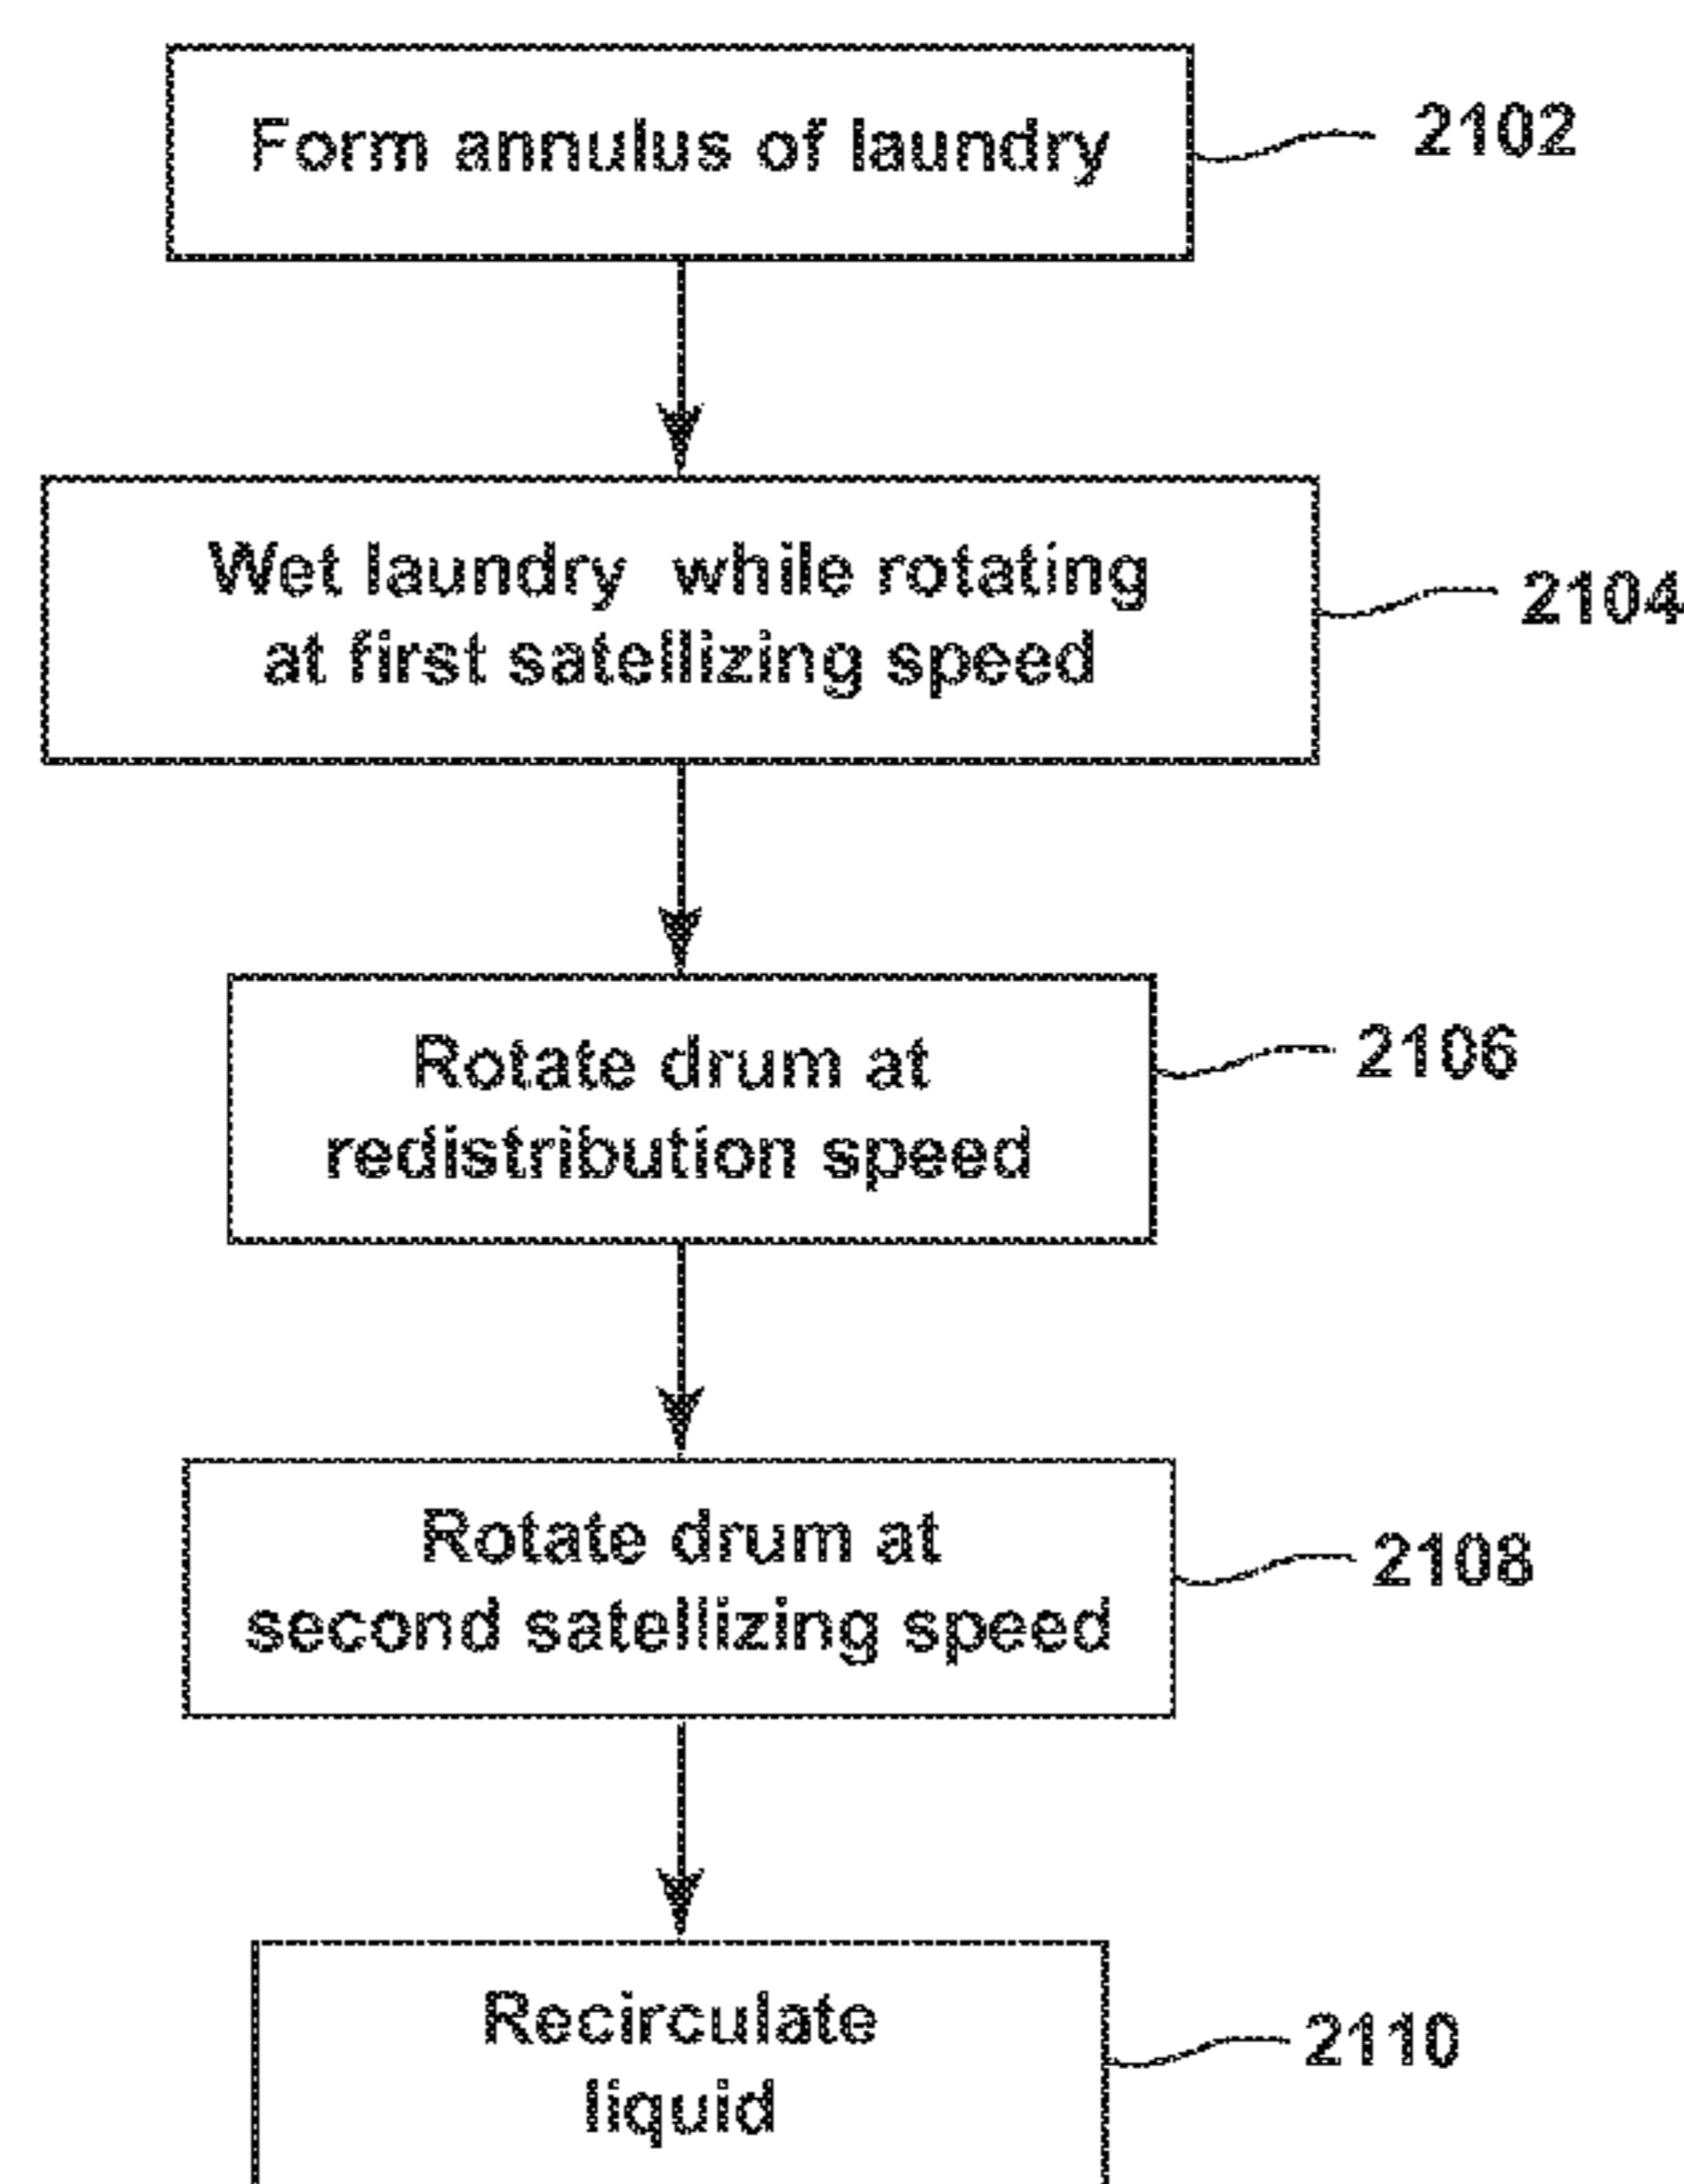 Form annulus of laundry
2102
Wet laundry while rotating
at first satellizing speed
2104
Rotate drum at
redistribution speed
2106
Rotate drum at
second satellizing speed
2108
Recirculate
liquid
2110